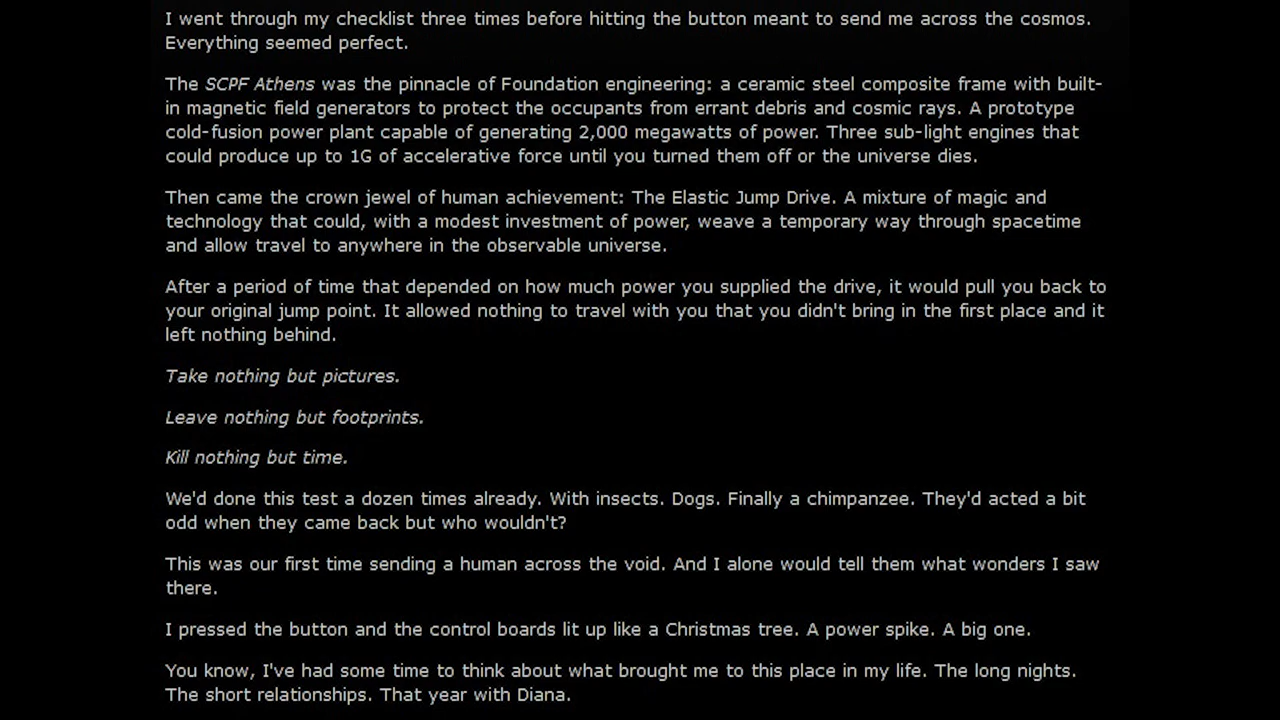 I went through my checklist three times before hitting the button meant to send me across the cosmos.
Everything seemed perfect.
The SCPF Athens was the pinnacle of Foundation engineering: a ceramic steel composite frame with built-
in magnetic field generators to protect the occupants from errant debris and cosmic rays. A prototype
cold-fusion power plant capable of generating 2,000 megawatts of power. Three sub-light engines that
could produce up to 1G of accelerative force until you turned them off or the universe dies.
Then came the crown jewel of human achievement: The Elastic Jump Drive. A mixture of magic and
technology that could, with a modest investment of power, weave a temporary way through spacetime
and allow travel to anywhere in the observable universe.
After a period of time that depended on how much power you supplied the drive, it would pull you back to
your original jump point. It allowed nothing to travel with you that you didn't bring in the first place and it
left nothing behind.
Take nothing but pictures.
Leave nothing but footprints.
Kill nothing but time.
We'd done this test a dozen times already. With insects. Dogs. Finally a chimpanzee. They'd acted a bit
odd when they came back but who wouldn't?
This was our first time sending a human across the void. And I alone would tell them what wonders I saw
there.
I pressed the button and the control boards lit up like a Christmas tree. A power spike. A big one.
You know, I've had some time to think about what brought me to this place in my life. The long nights.
The short relationships. That year with Diana.